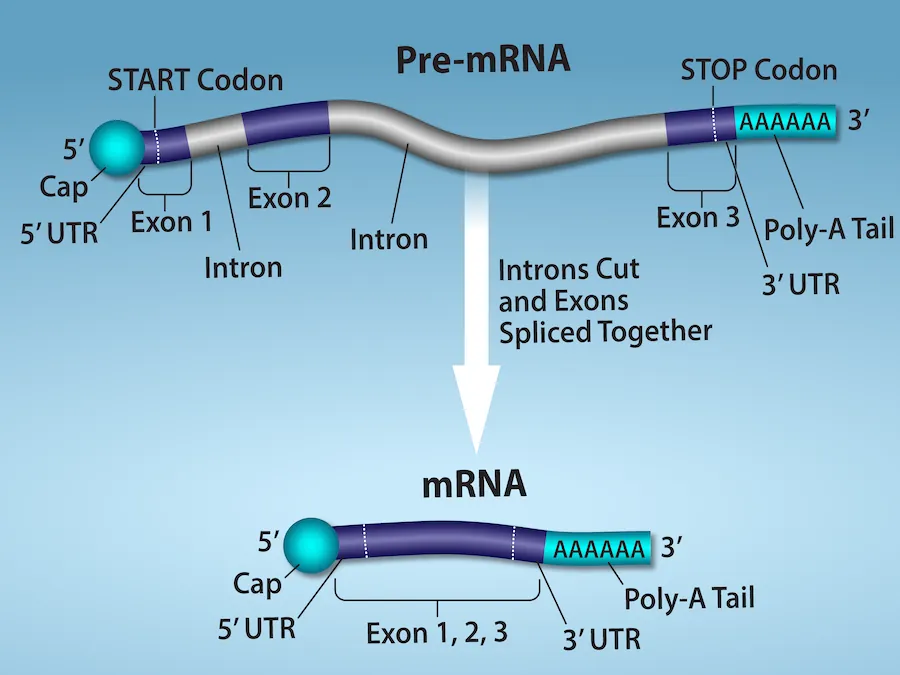 Pre-mRNA
START Codon
STOP Codon
5’
AAAAAA
3’
Cap
5’ UTR
Exon 1
Exon 2
Intron
Intron
Exon 3
Poly-A Tail
3’ UTR
Introns Cut
and Exons
Spliced Together
mRNA
5’
AAAAAA
3’
Cap
5’ UTR
Exon 1, 2, 3
3’ UTR
Poly-A Tail